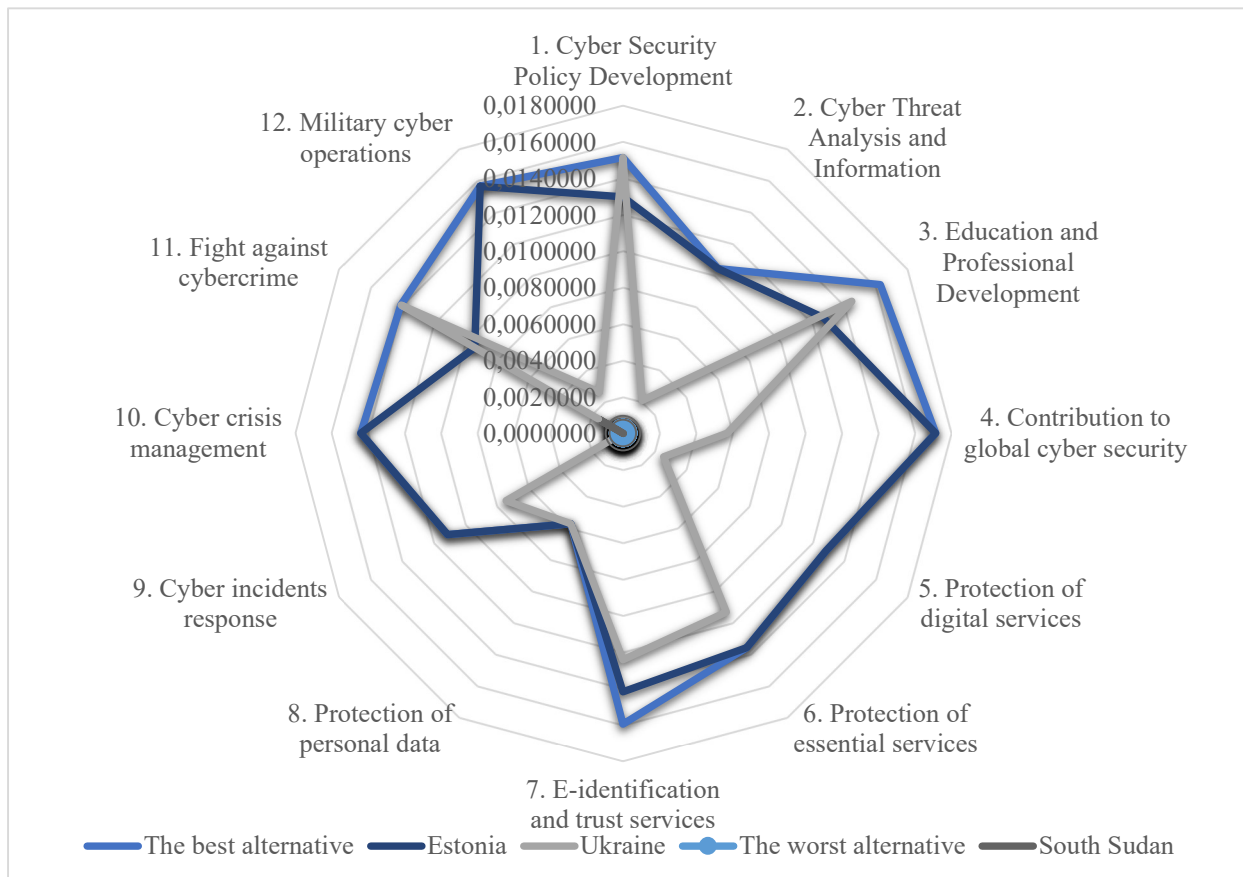 1. Cyber Security
Policy Development
2. Cyber Threat
Analysis and
Information
3. Education and
Professional
Development
4. Contribution to
global cyber security
5. Protection of
digital services
6. Protection of
essential services
7. E-identification
and trust services
8. Protection of
personal data
9. Cyber incidents
response
10. Cyber crisis
management
11. Fight against
cybercrime
12. Military cyber
operations
0,0180000
0,0160000
0,0140000
0,0120000
0,0100000
0,0080000
0,0060000
0,0040000
0,0020000
0,0000000
The best alternative
Estonia
Ukraine
The worst alternative
South Sudan